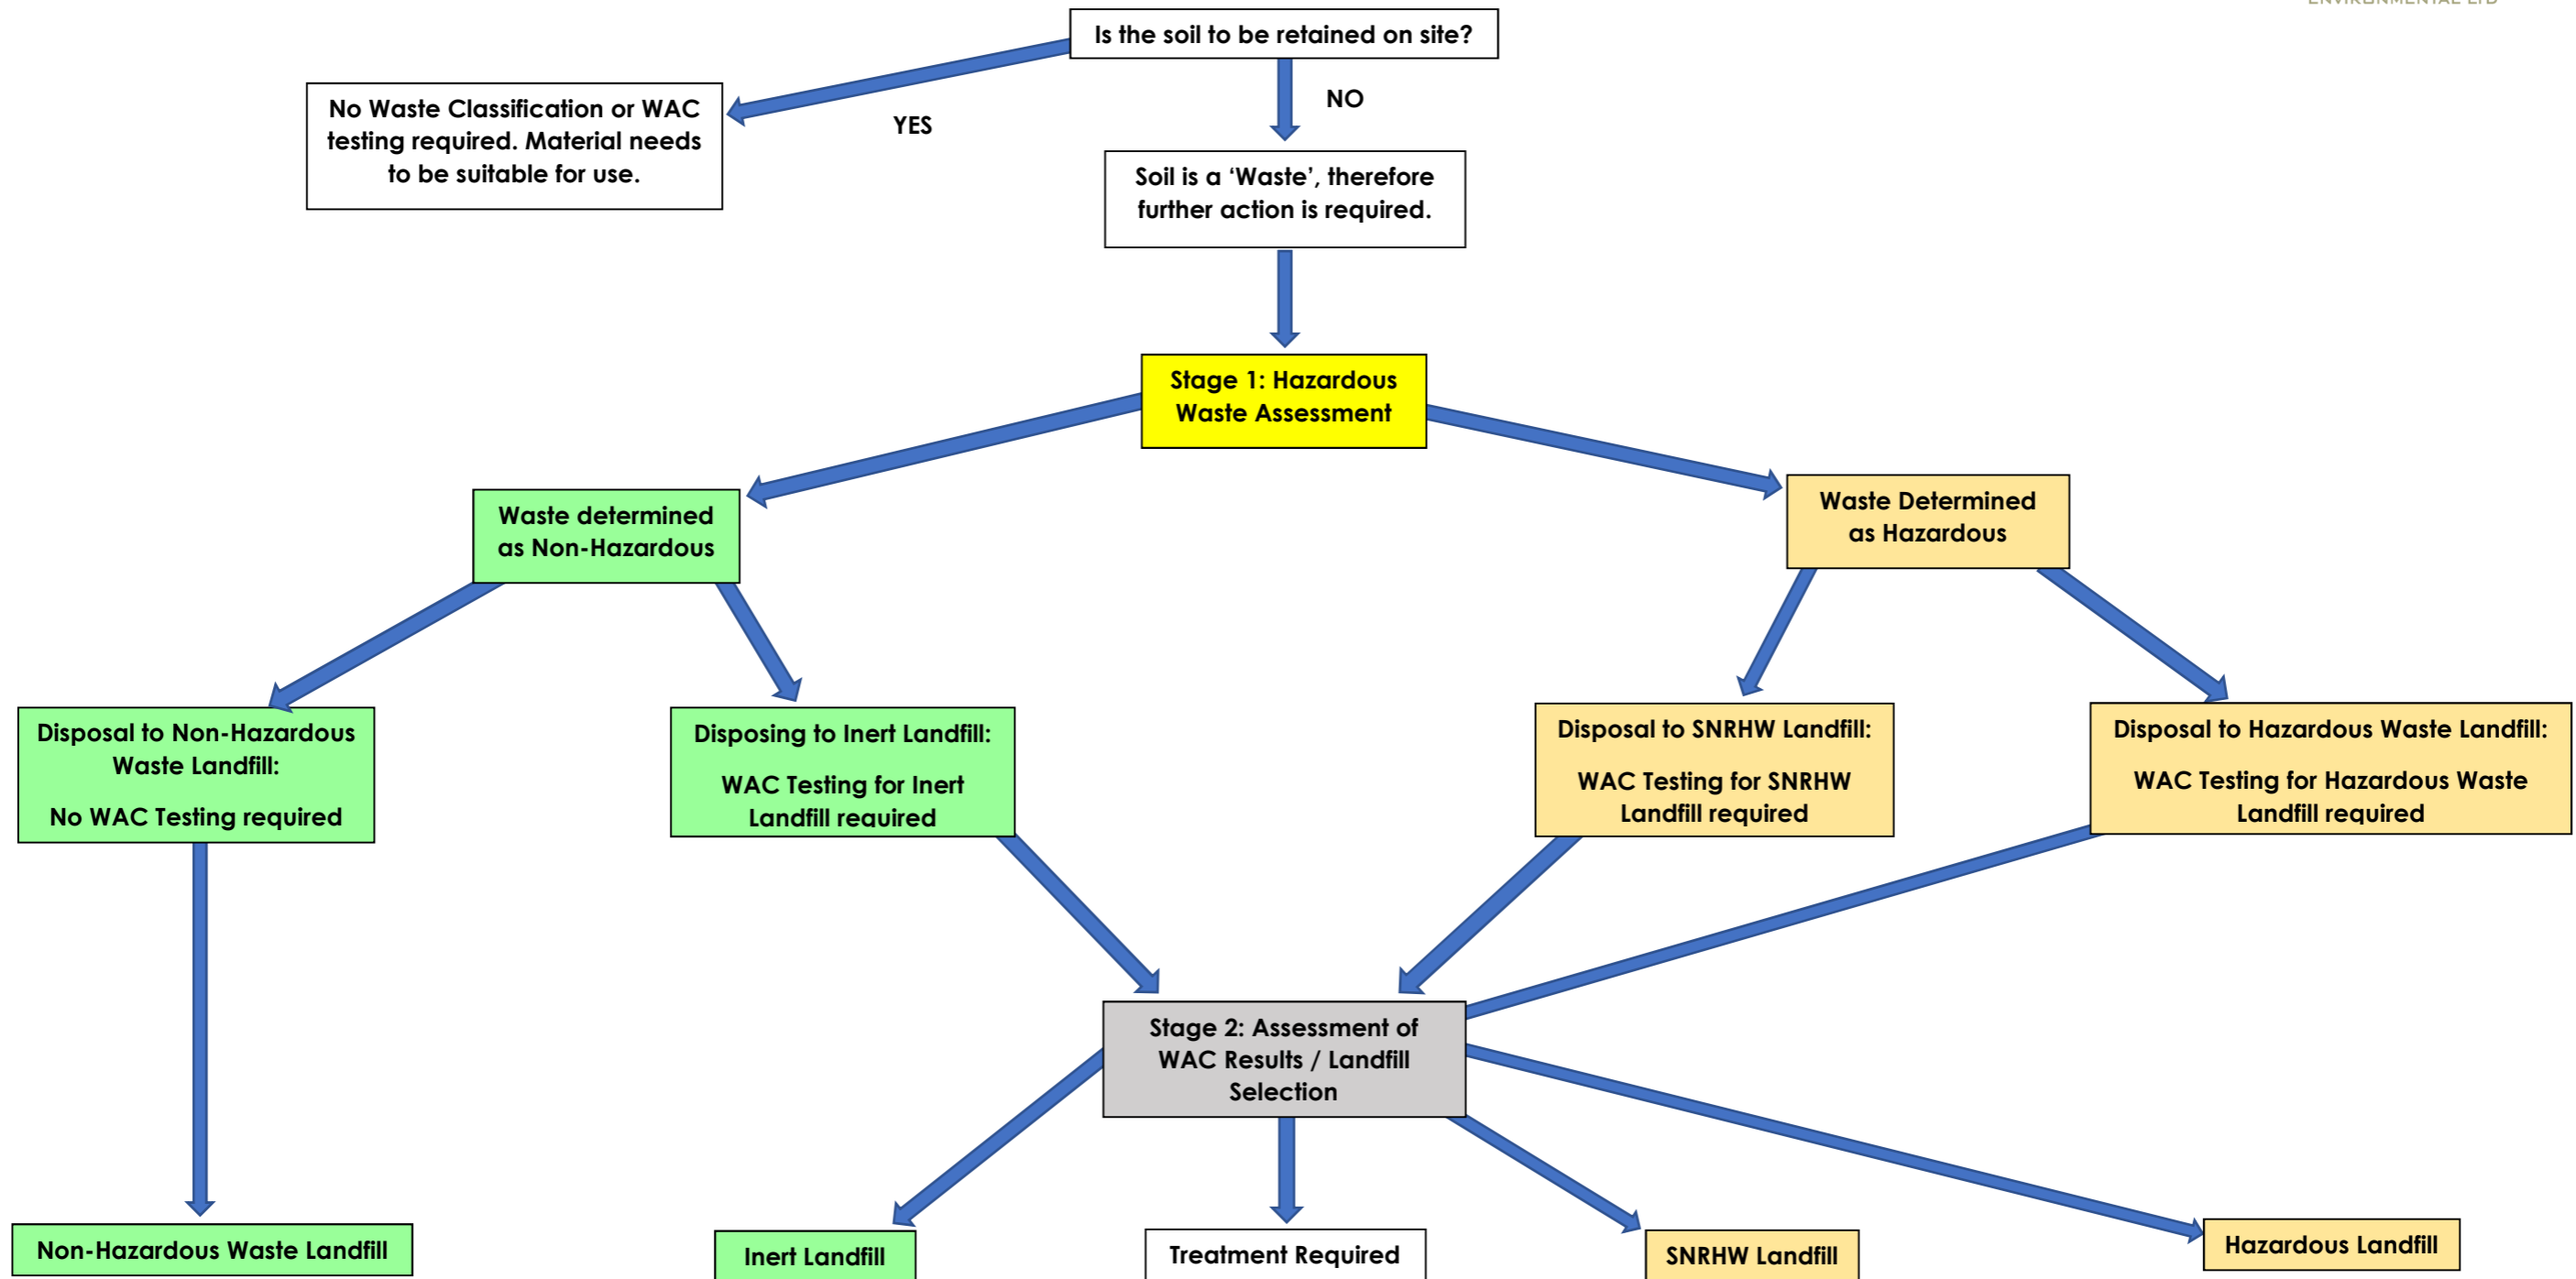 ENVIRONMENTAL LTD
Is the soil to be retained on site?
No Waste Classification or WAC
testing required. Material needs
to be suitable for use.
YES
NO
Soil is a ‘Waste’, therefore
further action is required.
Stage 1: Hazardous
Waste Assessment
Waste determined
as Non-Hazardous
Waste Determined
as Hazardous
Disposal to Non-Hazardous
Waste Landfill:
No WAC Testing required
Disposing to Inert Landfill:
WAC Testing for Inert
Landfill required
Disposal to SNRHW Landfill:
WAC Testing for SNRHW
Landfill required
Disposal to Hazardous Waste Landfill:
WAC Testing for Hazardous Waste
Landfill required
Stage 2: Assessment of
WAC Results / Landfill
Selection
Non-Hazardous Waste Landfill
Inert Landfill
Treatment Required
SNRHW Landfill
Hazardous Landfill